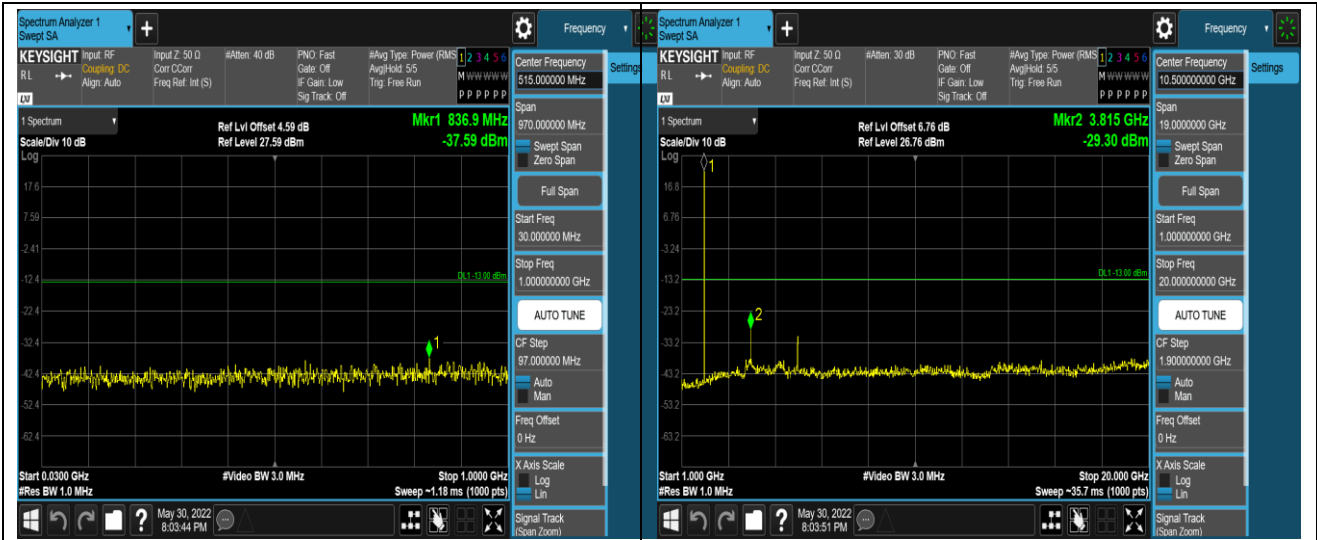 Spectrum Analyzer 1
Swept SA
+
Frequency
KEYSIGHT
Input: RF
Coupling: DC
Align: Auto
Input Z: 50 Ω
Corr CCorr
Freq Ref: Int (S)
#Atten: 40 dB
PNO: Fast
Gate: Off
IF Gain: Low
Sig Track: Off
#Avg Type: Power (RMS
Avg|Hold: 5/5
Trig: Free Run
1 2 3 4 5 6
M W W W W W
P P P P P P
RL
LXI
Center Frequency
515.000000 MHz
Settings
1 Spectrum
Scale/Div 10 dB
Ref Lvl Offset 4.59 dB
Ref Level 27.59 dBm
Mkr1 836.9 MHz
-37.59 dBm
Span
970.000000 MHz
Swept Span
Zero Span
Full Span
Start Freq
30.000000 MHz
Stop Freq
1.000000000 GHz
AUTO TUNE
CF Step
97.000000 MHz
Auto
Man
Freq Offset
0 Hz
X Axis Scale
Log
Lin
Signal Track
(Span Zoom)
Log
17.6
7.59
-2.41
-12.4
-22.4
-32.4
-42.4
-52.4
-62.4
DL1 -13.00 dBm
1
Start 0.0300 GHz
#Res BW 1.0 MHz
#Video BW 3.0 MHz
Stop 1.0000 GHz
Sweep ~1.18 ms (1000 pts)
?
May 30, 2022
8:03:44 PM
Spectrum Analyzer 1
Swept SA
+
Frequency
KEYSIGHT
Input: RF
Coupling: DC
Align: Auto
Input Z: 50 Ω
Corr CCorr
Freq Ref: Int (S)
#Atten: 30 dB
PNO: Fast
Gate: Off
IF Gain: Low
Sig Track: Off
#Avg Type: Power (RMS
Avg|Hold: 5/5
Trig: Free Run
1 2 3 4 5 6
M W W W W W
P P P P P P
RL
LXI
Center Frequency
10.500000000 GHz
Settings
1 Spectrum
Scale/Div 10 dB
Ref Lvl Offset 6.76 dB
Ref Level 26.76 dBm
Mkr2 3.815 GHz
-29.30 dBm
Span
19.0000000 GHz
Swept Span
Zero Span
Full Span
Start Freq
1.000000000 GHz
Stop Freq
20.000000000 GHz
AUTO TUNE
CF Step
1.900000000 GHz
Auto
Man
Freq Offset
0 Hz
X Axis Scale
Log
Lin
Signal Track
(Span Zoom)
Log
16.8
6.76
-3.24
-13.2
-23.2
-33.2
-43.2
-53.2
-63.2
DL1 -13.00 dBm
1
2
Start 1.000 GHz
#Res BW 1.0 MHz
#Video BW 3.0 MHz
Stop 20.000 GHz
Sweep ~35.7 ms (1000 pts)
?
May 30, 2022
8:03:51 PM